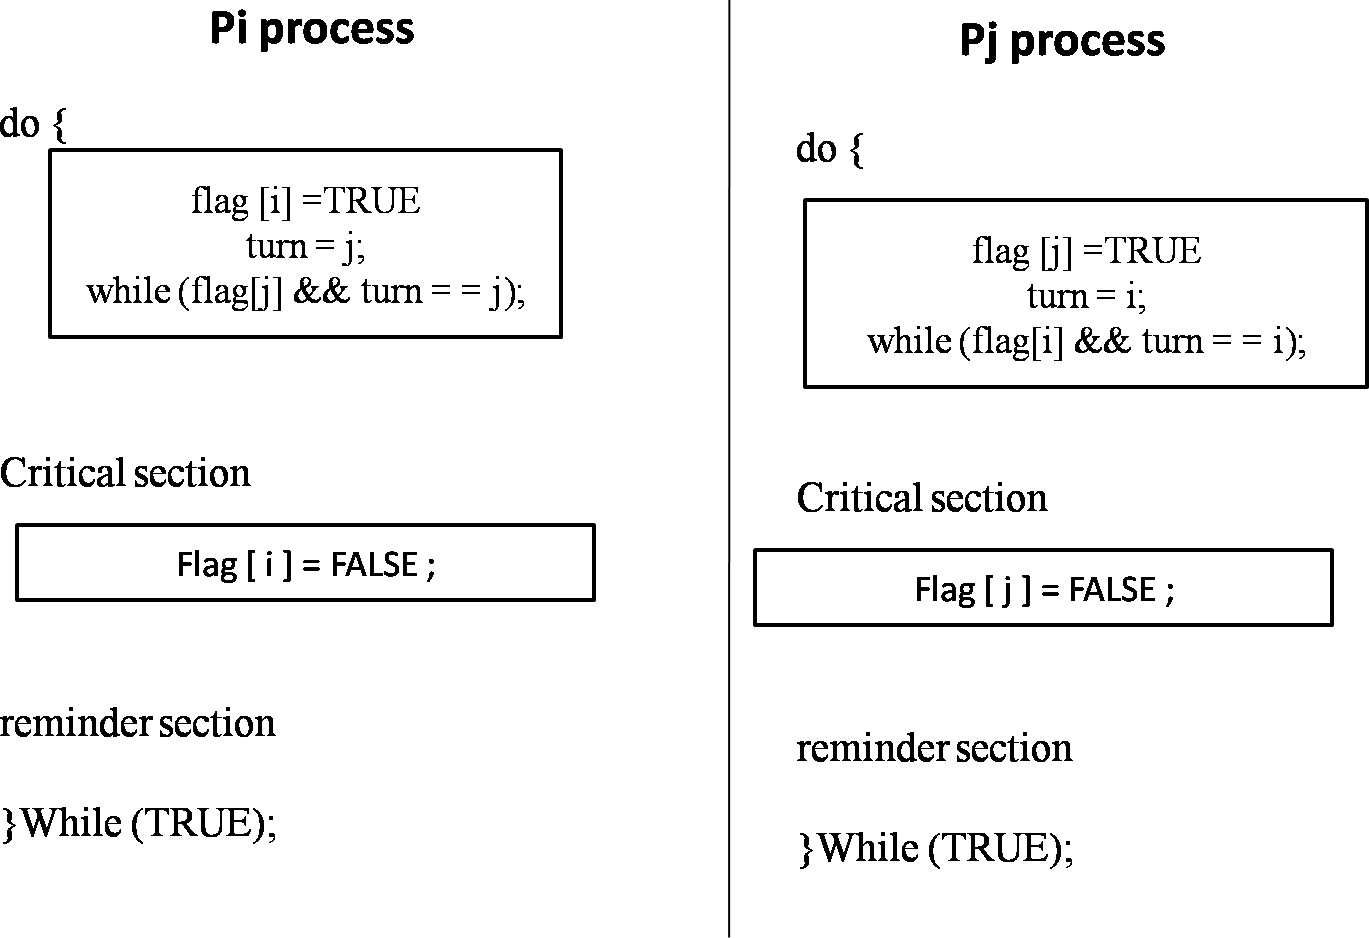 Pi process
do {
flag [i] =TRUE
turn = j;
while (flag[j] && turn = = j);
Critical section
Flag [ i ] = FALSE ;
reminder section
}While (TRUE);
Pj process
do {
flag [j] =TRUE
turn = i;
while (flag[i] && turn = = i);
Critical section
Flag [ j ] = FALSE ;
reminder section
}While (TRUE);